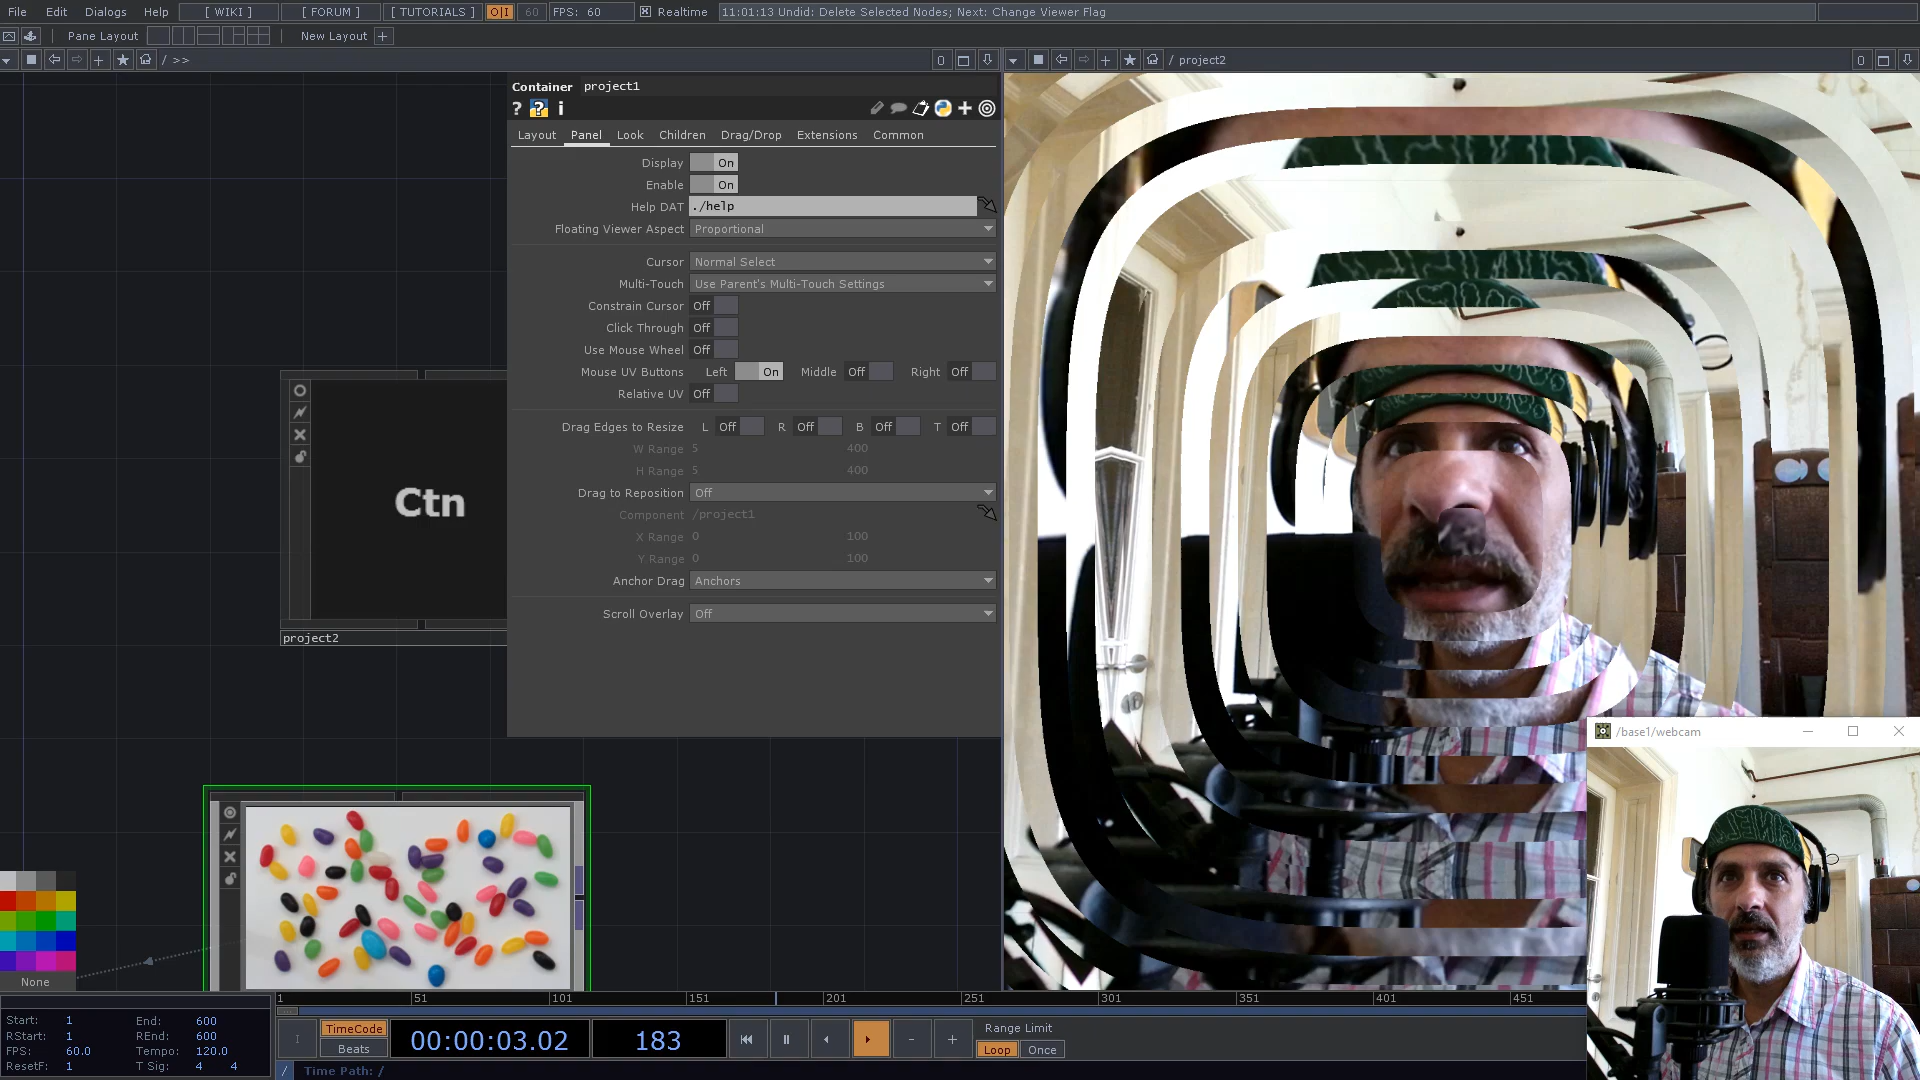 File Edit Dialogs Help [ WIKI ] [ FORUM ] [ TUTORIALS ] O|I 60 FPS: 60 Realtime 11:01:13 Undid: Delete Selected Nodes; Next: Change Viewer Flag
Pane Layout New Layout +
/ >> 0
/ project2 0
Container project1
? ? i
Layout Panel Look Children Drag/Drop Extensions Common
Display On
Enable On
Help DAT ./help
Floating Viewer Aspect Proportional
Cursor Normal Select
Multi-Touch Use Parent's Multi-Touch Settings
Constrain Cursor Off
Click Through Off
Use Mouse Wheel Off
Mouse UV Buttons Left On Middle Off Right Off
Relative UV Off
Drag Edges to Resize L Off R Off B Off T Off
W Range 5 400
H Range 5 400
Drag to Reposition Off
Component /project1
X Range 0 100
Y Range 0 100
Anchor Drag Anchors
Scroll Overlay Off
Ctn
project2
/base1/webcam
None
1 51 101 151 201 251 301 351 401 451
Start: 1 End: 600
RStart: 1 REnd: 600
FPS: 60.0 Tempo: 120.0
ResetF: 1 T Sig: 4 4
TimeCode
Beats
00:00:03.02 183
Range Limit
Loop Once
/ Time Path: /